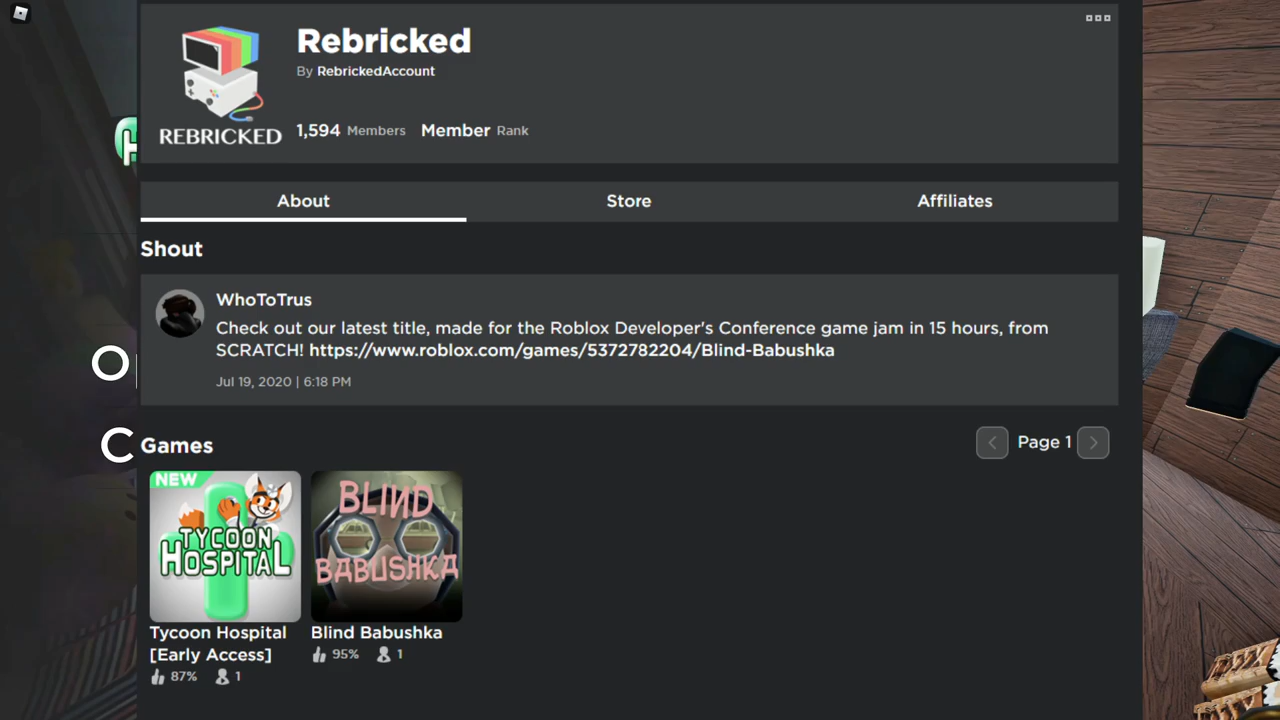 Rebricked
By RebrickedAccount
REBRICKED
1,594 Members Member Rank
About Store Affiliates
Shout
WhoToTrus
Check out our latest title, made for the Roblox Developer's Conference game jam in 15 hours, from
SCRATCH! https://www.roblox.com/games/5372782204/Blind-Babushka
Jul 19, 2020 | 6:18 PM
Games
Page 1
NEW
TYCOON
HOSPITAL
BLIND
BABUSHKA
Tycoon Hospital
[Early Access]
87% 1
Blind Babushka
95% 1
O
C
H